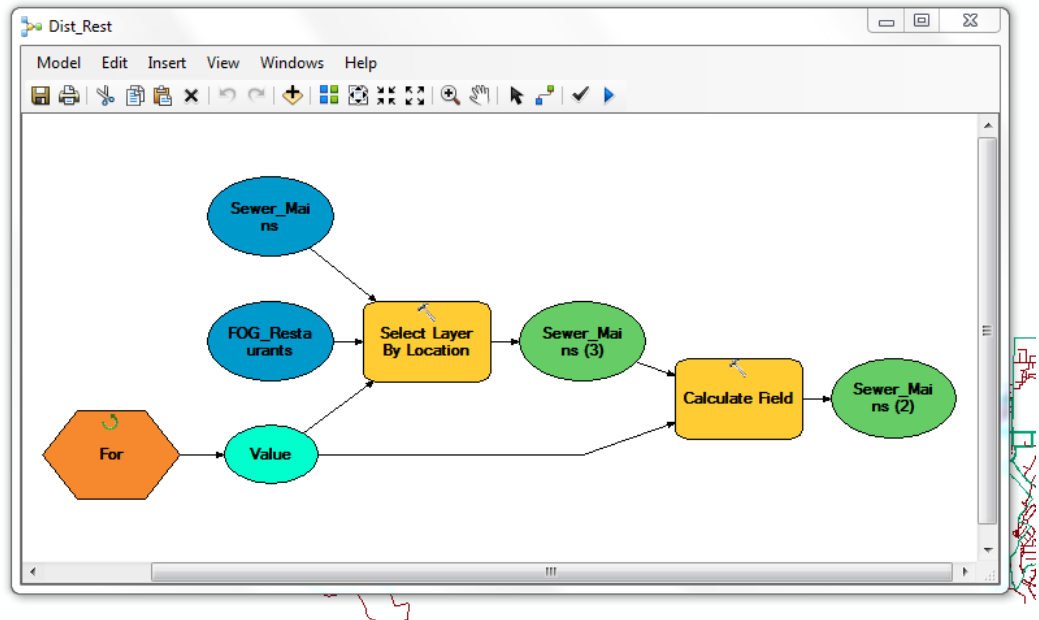 Dist_Rest
Model Edit Insert View Windows Help
Sewer_Mai
ns
FOG_Resta
urants
Select Layer
By Location
Sewer_Mai
ns (3)
Calculate Field
Sewer_Mai
ns (2)
For
Value